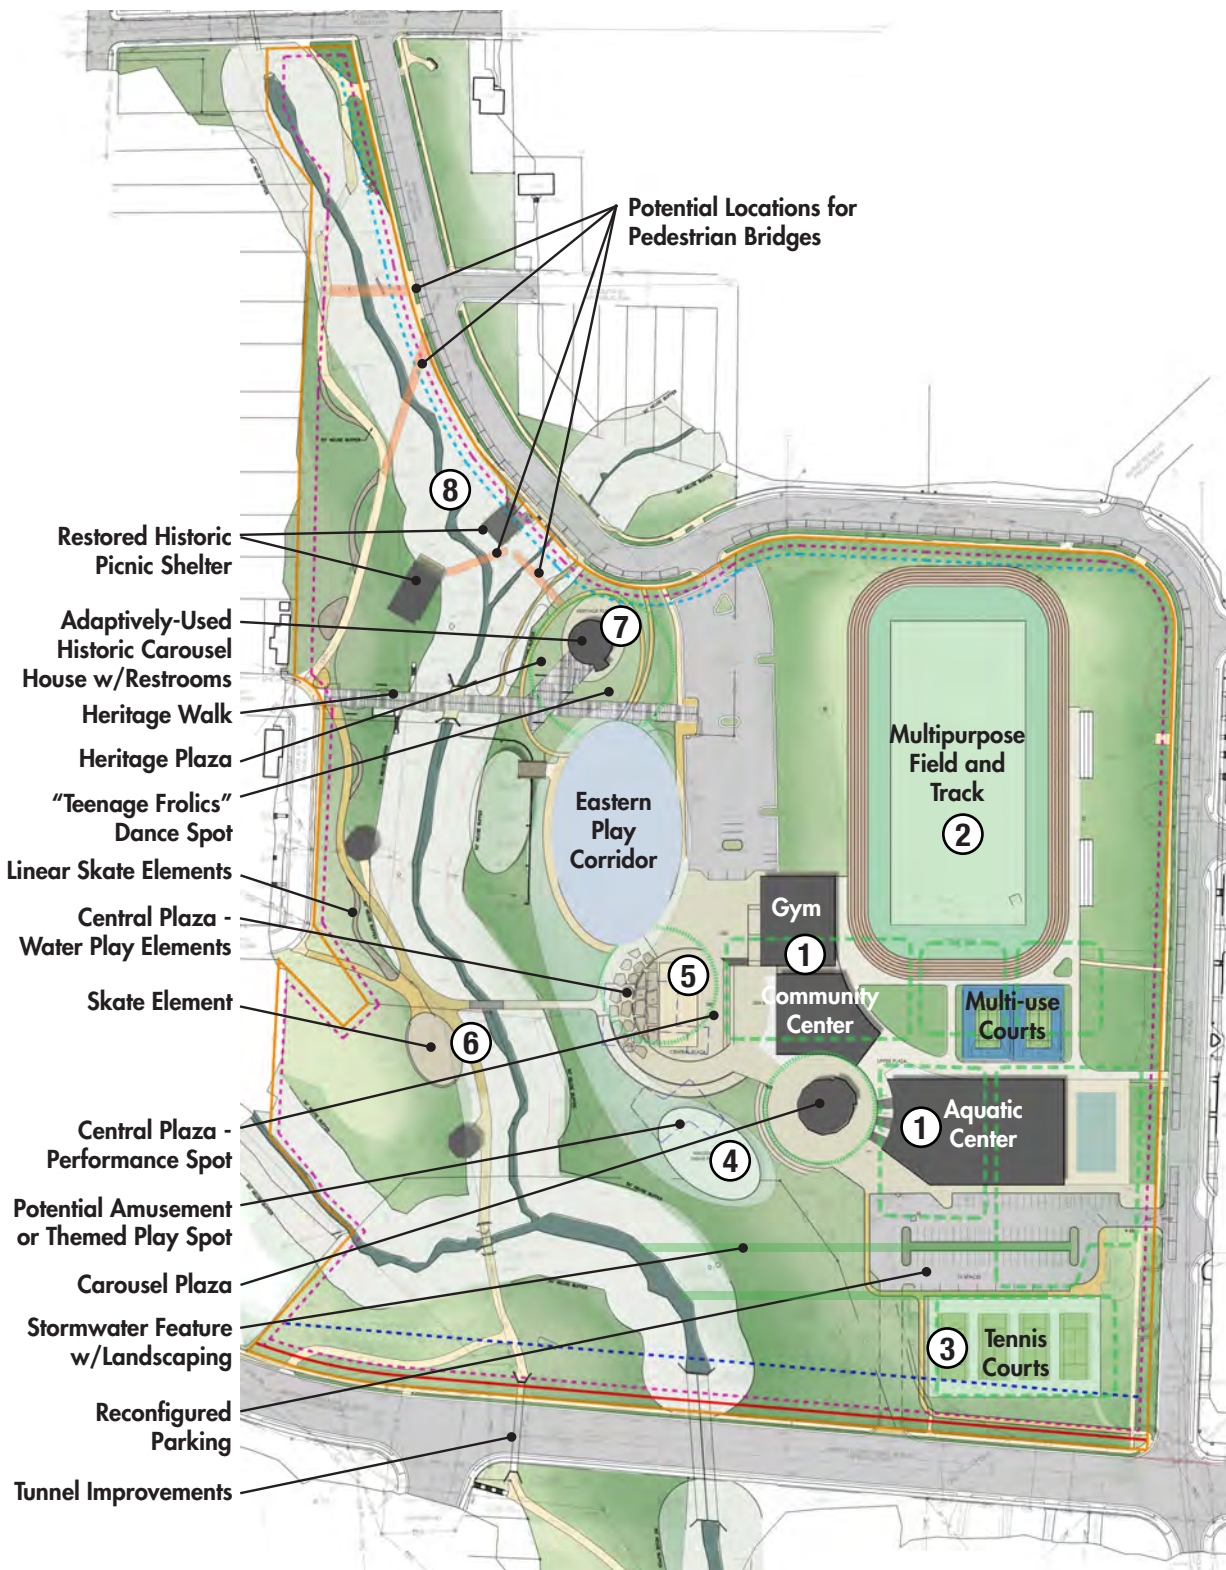 Potential Locations for
Pedestrian Bridges
8
Restored Historic
Picnic Shelter
Adaptively-Used
Historic Carousel
House w/Restrooms
7
Heritage Walk
Heritage Plaza
“Teenage Frolics”
Dance Spot
Multipurpose
Field and
Track
2
Eastern
Play
Corridor
Linear Skate Elements
Gym
1
Central Plaza -
Water Play Elements
5
Community
Center
Multi-use
Courts
Skate Element
6
CENTRAL PLAZA
UPPER PLAZA
Central Plaza -
Performance Spot
1
Aquatic
Center
4
Potential Amusement
or Themed Play Spot
Carousel Plaza
Stormwater Feature
w/Landscaping
3
Tennis
Courts
Reconfigured
Parking
Tunnel Improvements